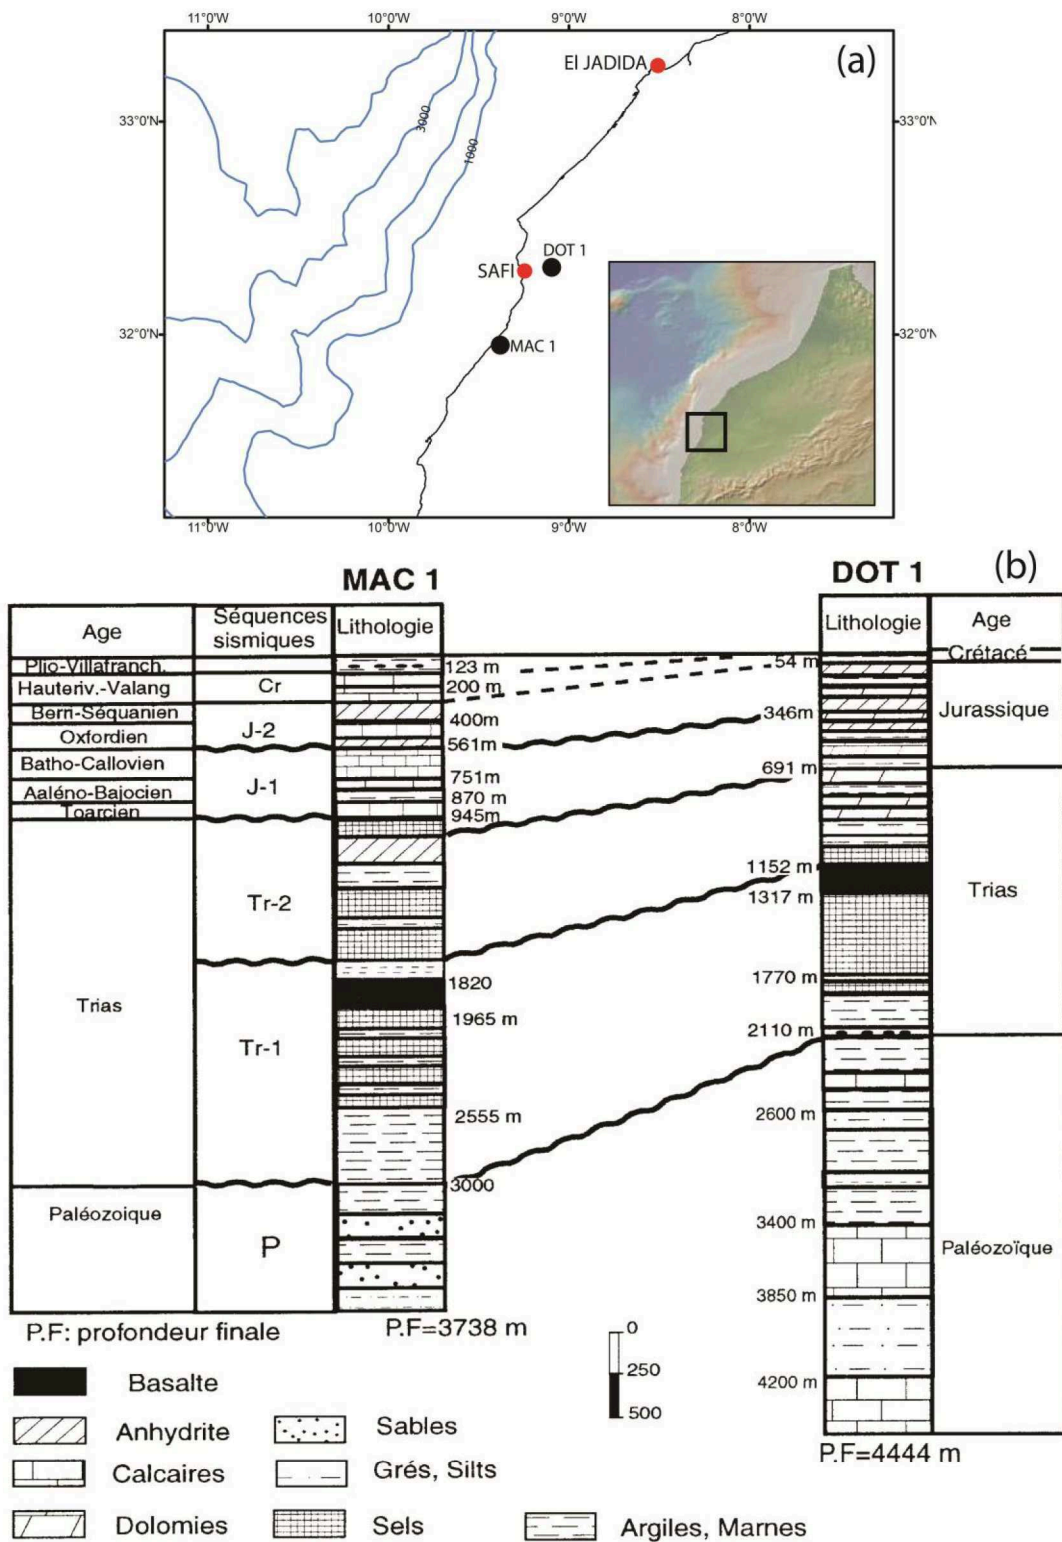 11°0'W 10°0'W 9°0'W 8°0'W
El JADIDA
(a)
33°0'N 33°0'N
3000
1000
DOT 1
SAFI
32°0'N 32°0'N
MAC 1
11°0'W 10°0'W 9°0'W 8°0'W
MAC 1
DOT 1
(b)
Age
Séquences
sismiques
Lithologie
Lithologie
Age
Plio-Villafranch.
123 m
54 m
Crétacé
Hauteriv.-Valang
Cr
200 m
Berri-Séquanien
J-2
400m
346m
Jurassique
Oxfordien
561m
Batho-Callovien
J-1
751m
691 m
Aaléno-Bajocien
870 m
Toarcien
945m
Tr-2
1152 m
1317 m
Trias
Trias
1820
1770 m
1965 m
Tr-1
2110 m
2555 m
2600 m
3000
Paléozoique
P
3400 m
Paléozoïque
3850 m
P.F: profondeur finale
P.F=3738 m
0
250
500
4200 m
P.F=4444 m
Basalte
Anhydrite
Sables
Calcaires
Grés, Silts
Dolomies
Sels
Argiles, Marnes